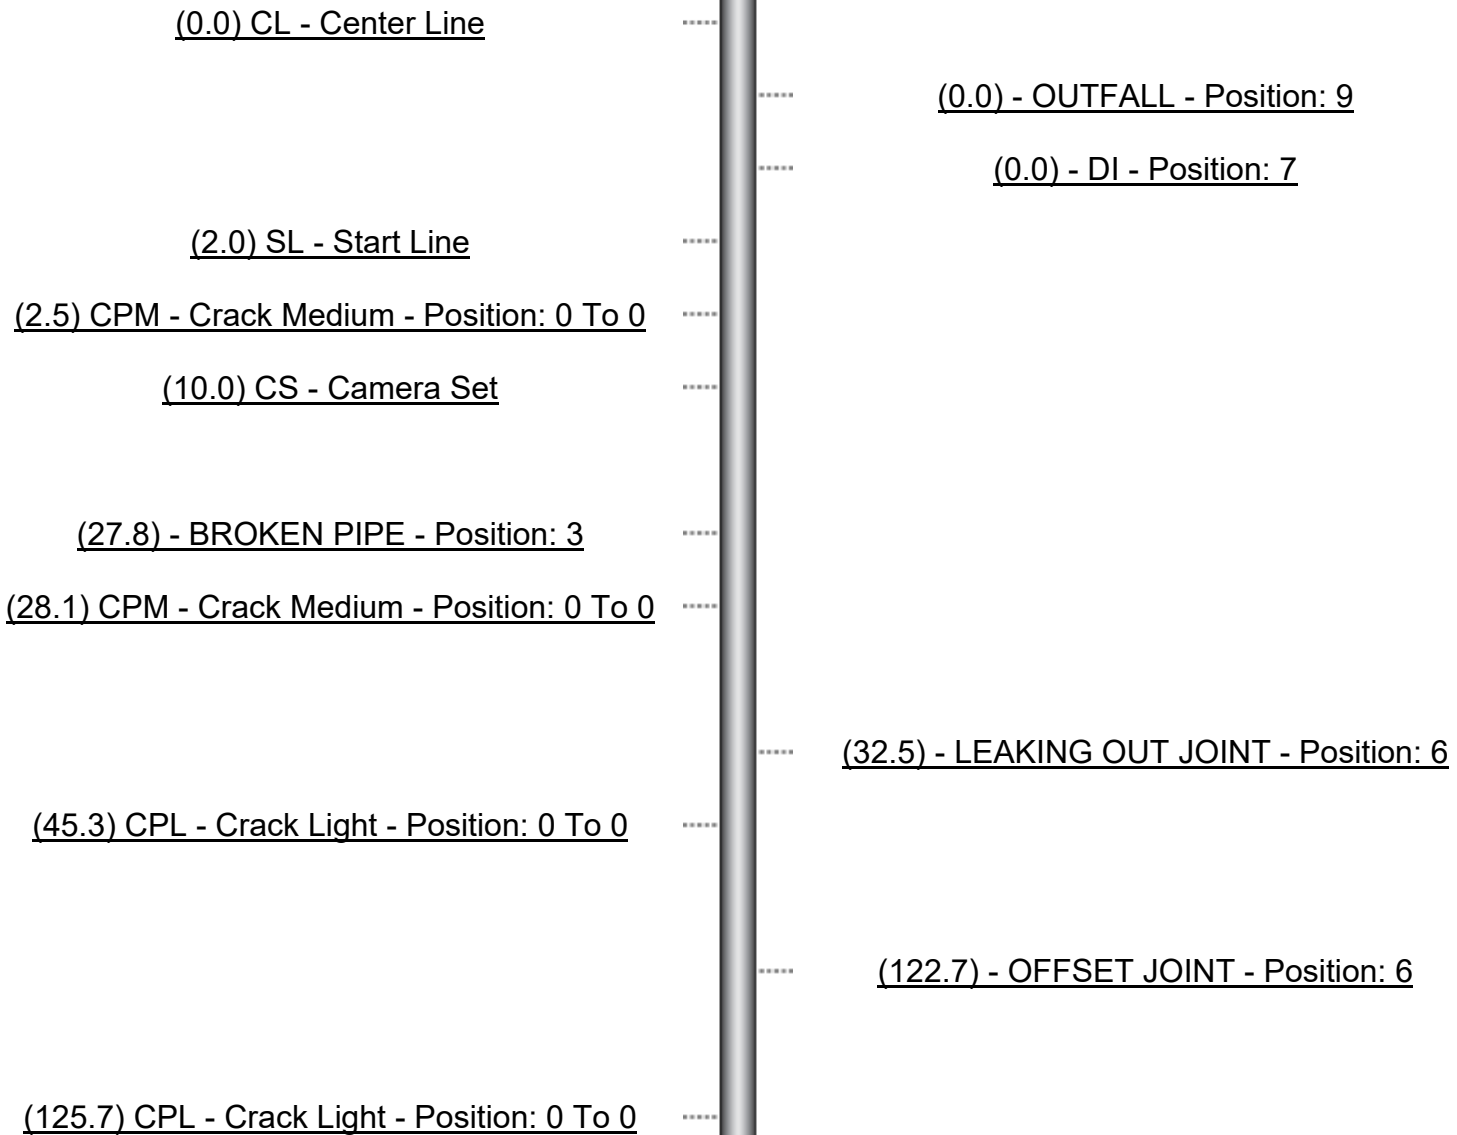 (0.0) CL - Center Line
(0.0) - OUTFALL - Position: 9
(0.0) - DI - Position: 7
(2.0) SL - Start Line
(2.5) CPM - Crack Medium - Position: 0 To 0
(10.0) CS - Camera Set
(27.8) - BROKEN PIPE - Position: 3
(28.1) CPM - Crack Medium - Position: 0 To 0
(32.5) - LEAKING OUT JOINT - Position: 6
(45.3) CPL - Crack Light - Position: 0 To 0
(122.7) - OFFSET JOINT - Position: 6
(125.7) CPL - Crack Light - Position: 0 To 0